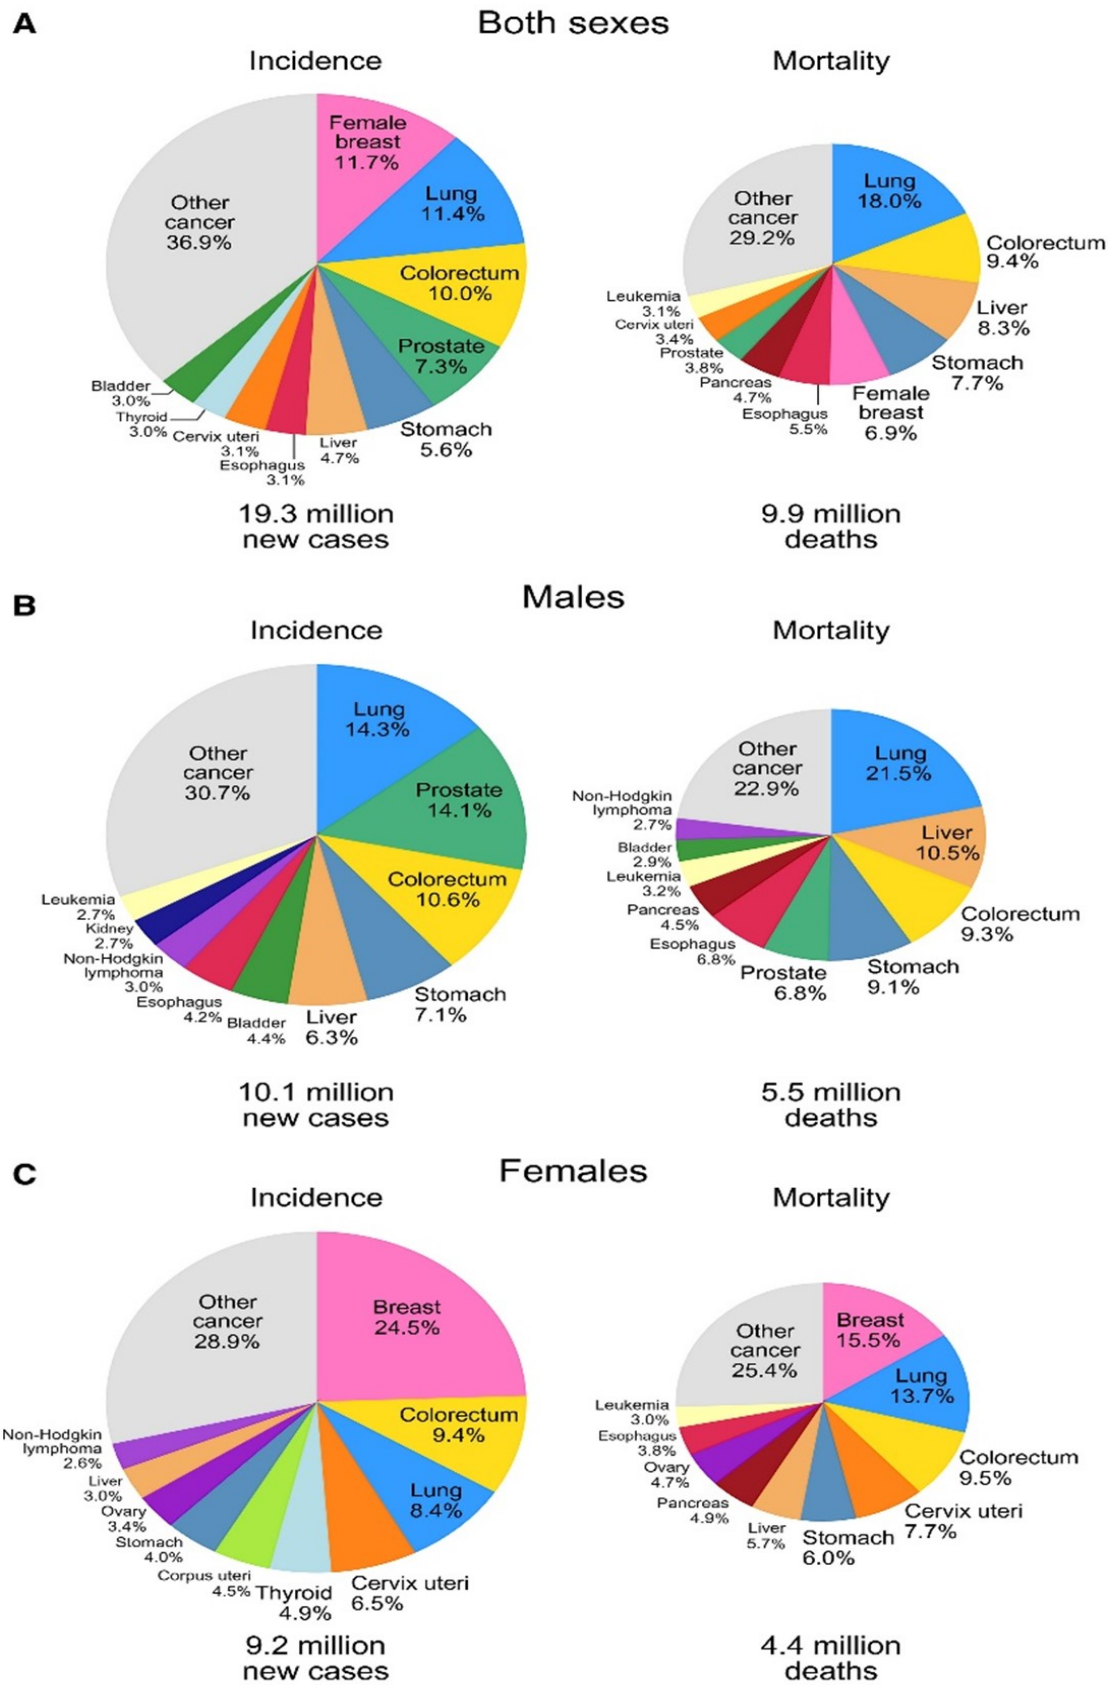 A
Both sexes
Incidence
Mortality
Female
breast
11.7%
Lung
11.4%
Colorectum
10.0%
Prostate
7.3%
Stomach
5.6%
Liver
4.7%
Esophagus
3.1%
Cervix uteri
3.1%
Thyroid
3.0%
Bladder
3.0%
Other
cancer
36.9%
19.3 million
new cases
Lung
18.0%
Colorectum
9.4%
Liver
8.3%
Stomach
7.7%
Female
breast
6.9%
Esophagus
5.5%
Pancreas
4.7%
Prostate
3.8%
Cervix uteri
3.4%
Leukemia
3.1%
Other
cancer
29.2%
9.9 million
deaths
B
Males
Incidence
Mortality
Lung
14.3%
Prostate
14.1%
Colorectum
10.6%
Stomach
7.1%
Liver
6.3%
Bladder
4.4%
Esophagus
4.2%
Non-Hodgkin
lymphoma
3.0%
Kidney
2.7%
Leukemia
2.7%
Other
cancer
30.7%
10.1 million
new cases
Lung
21.5%
Liver
10.5%
Colorectum
9.3%
Stomach
9.1%
Prostate
6.8%
Esophagus
6.8%
Pancreas
4.5%
Leukemia
3.2%
Bladder
2.9%
Non-Hodgkin
lymphoma
2.7%
Other
cancer
22.9%
5.5 million
deaths
C
Females
Incidence
Mortality
Breast
24.5%
Colorectum
9.4%
Lung
8.4%
Cervix uteri
6.5%
Thyroid
4.9%
Corpus uteri
4.5%
Stomach
4.0%
Ovary
3.4%
Liver
3.0%
Non-Hodgkin
lymphoma
2.6%
Other
cancer
28.9%
9.2 million
new cases
Breast
15.5%
Lung
13.7%
Colorectum
9.5%
Cervix uteri
7.7%
Stomach
6.0%
Liver
5.7%
Pancreas
4.9%
Ovary
4.7%
Esophagus
3.8%
Leukemia
3.0%
Other
cancer
25.4%
4.4 million
deaths